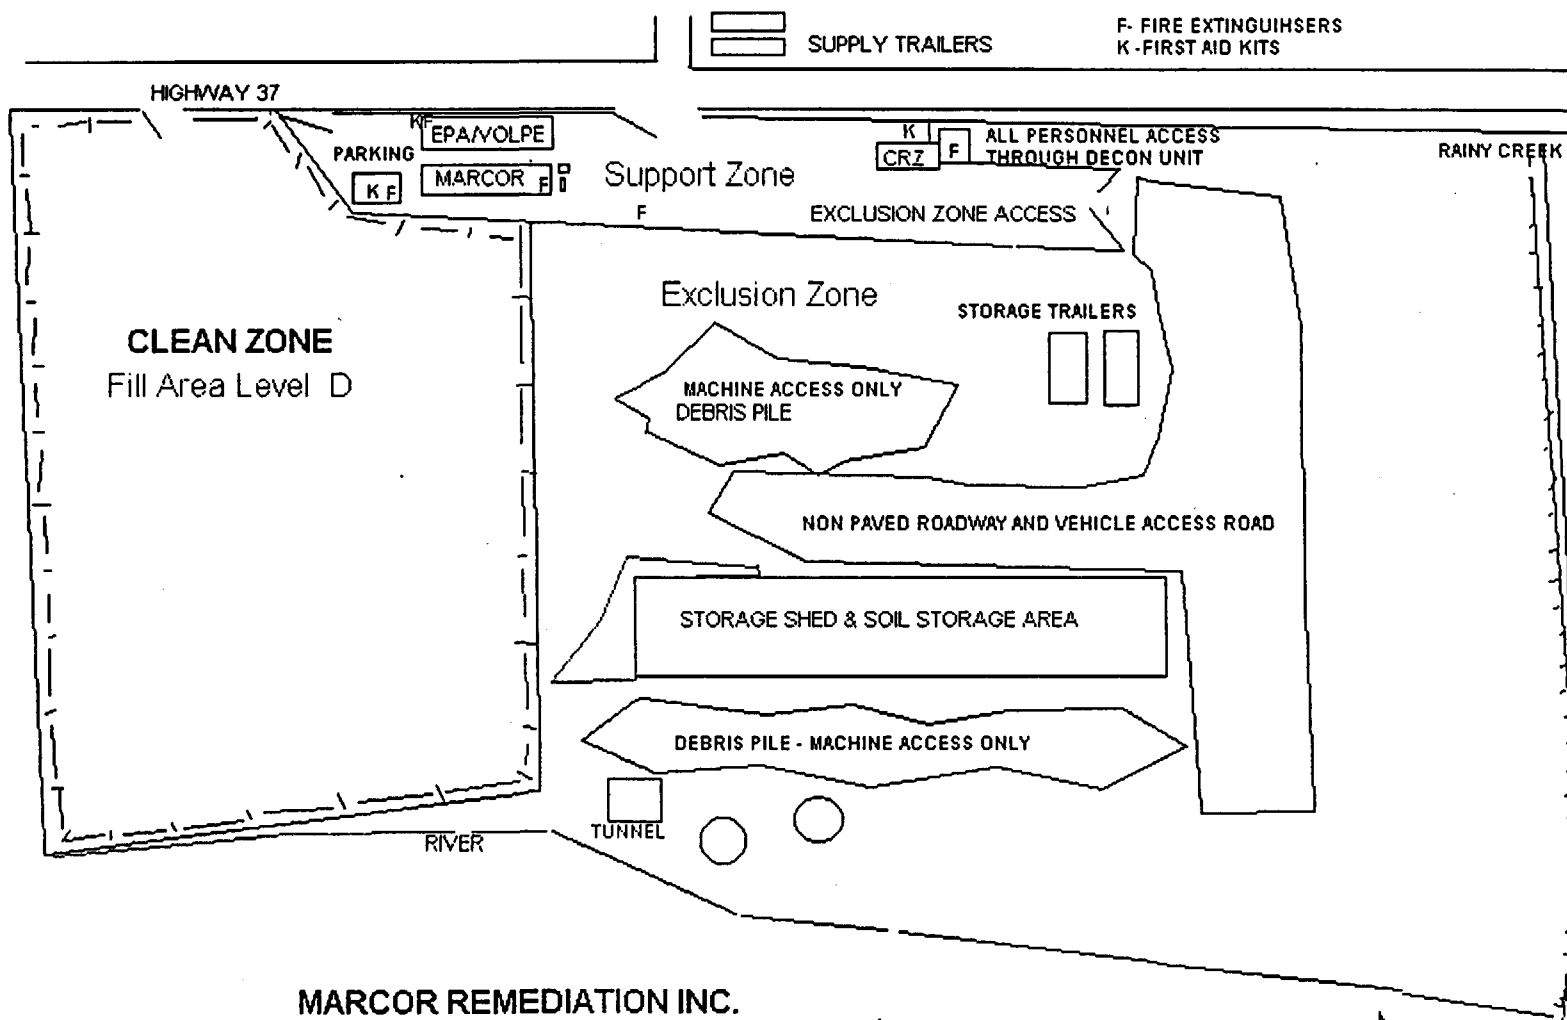 F- FIRE EXTINGUIHSERS
SUPPLY TRAILERS
K -FIRST AID KITS
HIGHWAY 37
KF
EPA/VOLPE
K
ALL PERSONNEL ACCESS
PARKING
CRZ
F
THROUGH DECON UNIT
RAINY CREEK
MARCOR F
Support Zone
K F
F
EXCLUSION ZONE ACCESS
Exclusion Zone
STORAGE TRAILERS
CLEAN ZONE
Fill Area Level D
MACHINE ACCESS ONLY
DEBRIS PILE
NON PAVED ROADWAY AND VEHICLE ACCESS ROAD
STORAGE SHED & SOIL STORAGE AREA
DEBRIS PILE - MACHINE ACCESS ONLY
TUNNEL
RIVER
MARCOR REMEDIATION INC.